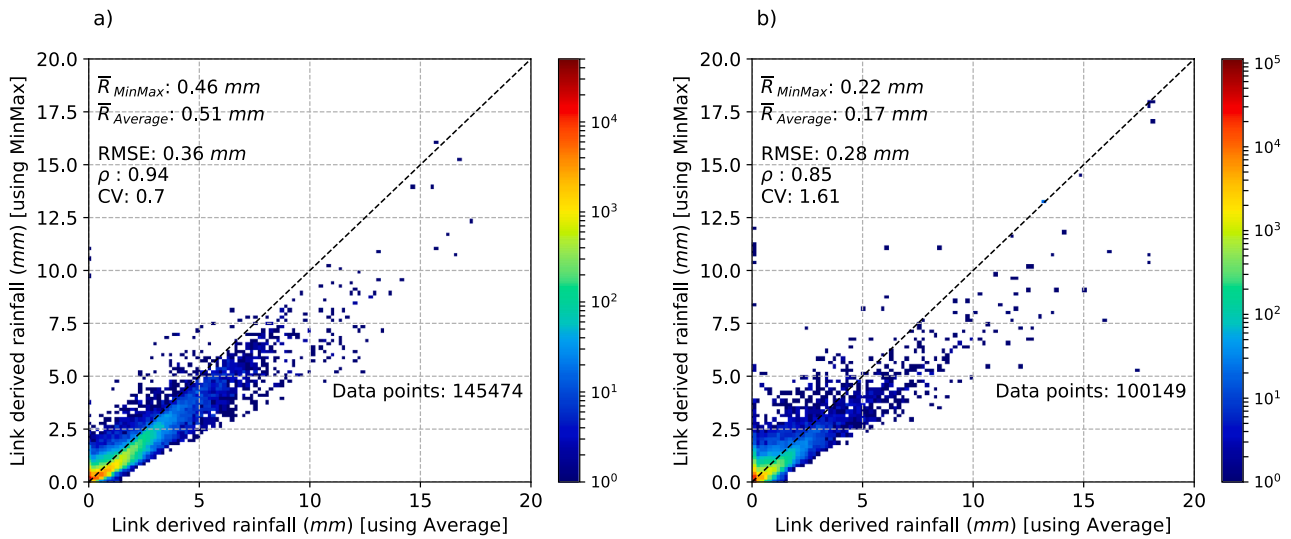 a)
20.0
17.5
15.0
12.5
10.0
7.5
5.0
2.5
0.0
0
5
10
15
20
Link derived rainfall (mm) [using MinMax]
Link derived rainfall (mm) [using Average]
R̅ MinMax: 0.46 mm
R̅ Average: 0.51 mm
RMSE: 0.36 mm
ρ : 0.94
CV: 0.7
Data points: 145474
10⁴
10³
10²
10¹
10⁰
b)
20.0
17.5
15.0
12.5
10.0
7.5
5.0
2.5
0.0
0
5
10
15
20
Link derived rainfall (mm) [using MinMax]
Link derived rainfall (mm) [using Average]
R̅ MinMax: 0.22 mm
R̅ Average: 0.17 mm
RMSE: 0.28 mm
ρ : 0.85
CV: 1.61
Data points: 100149
10⁵
10⁴
10³
10²
10¹
10⁰